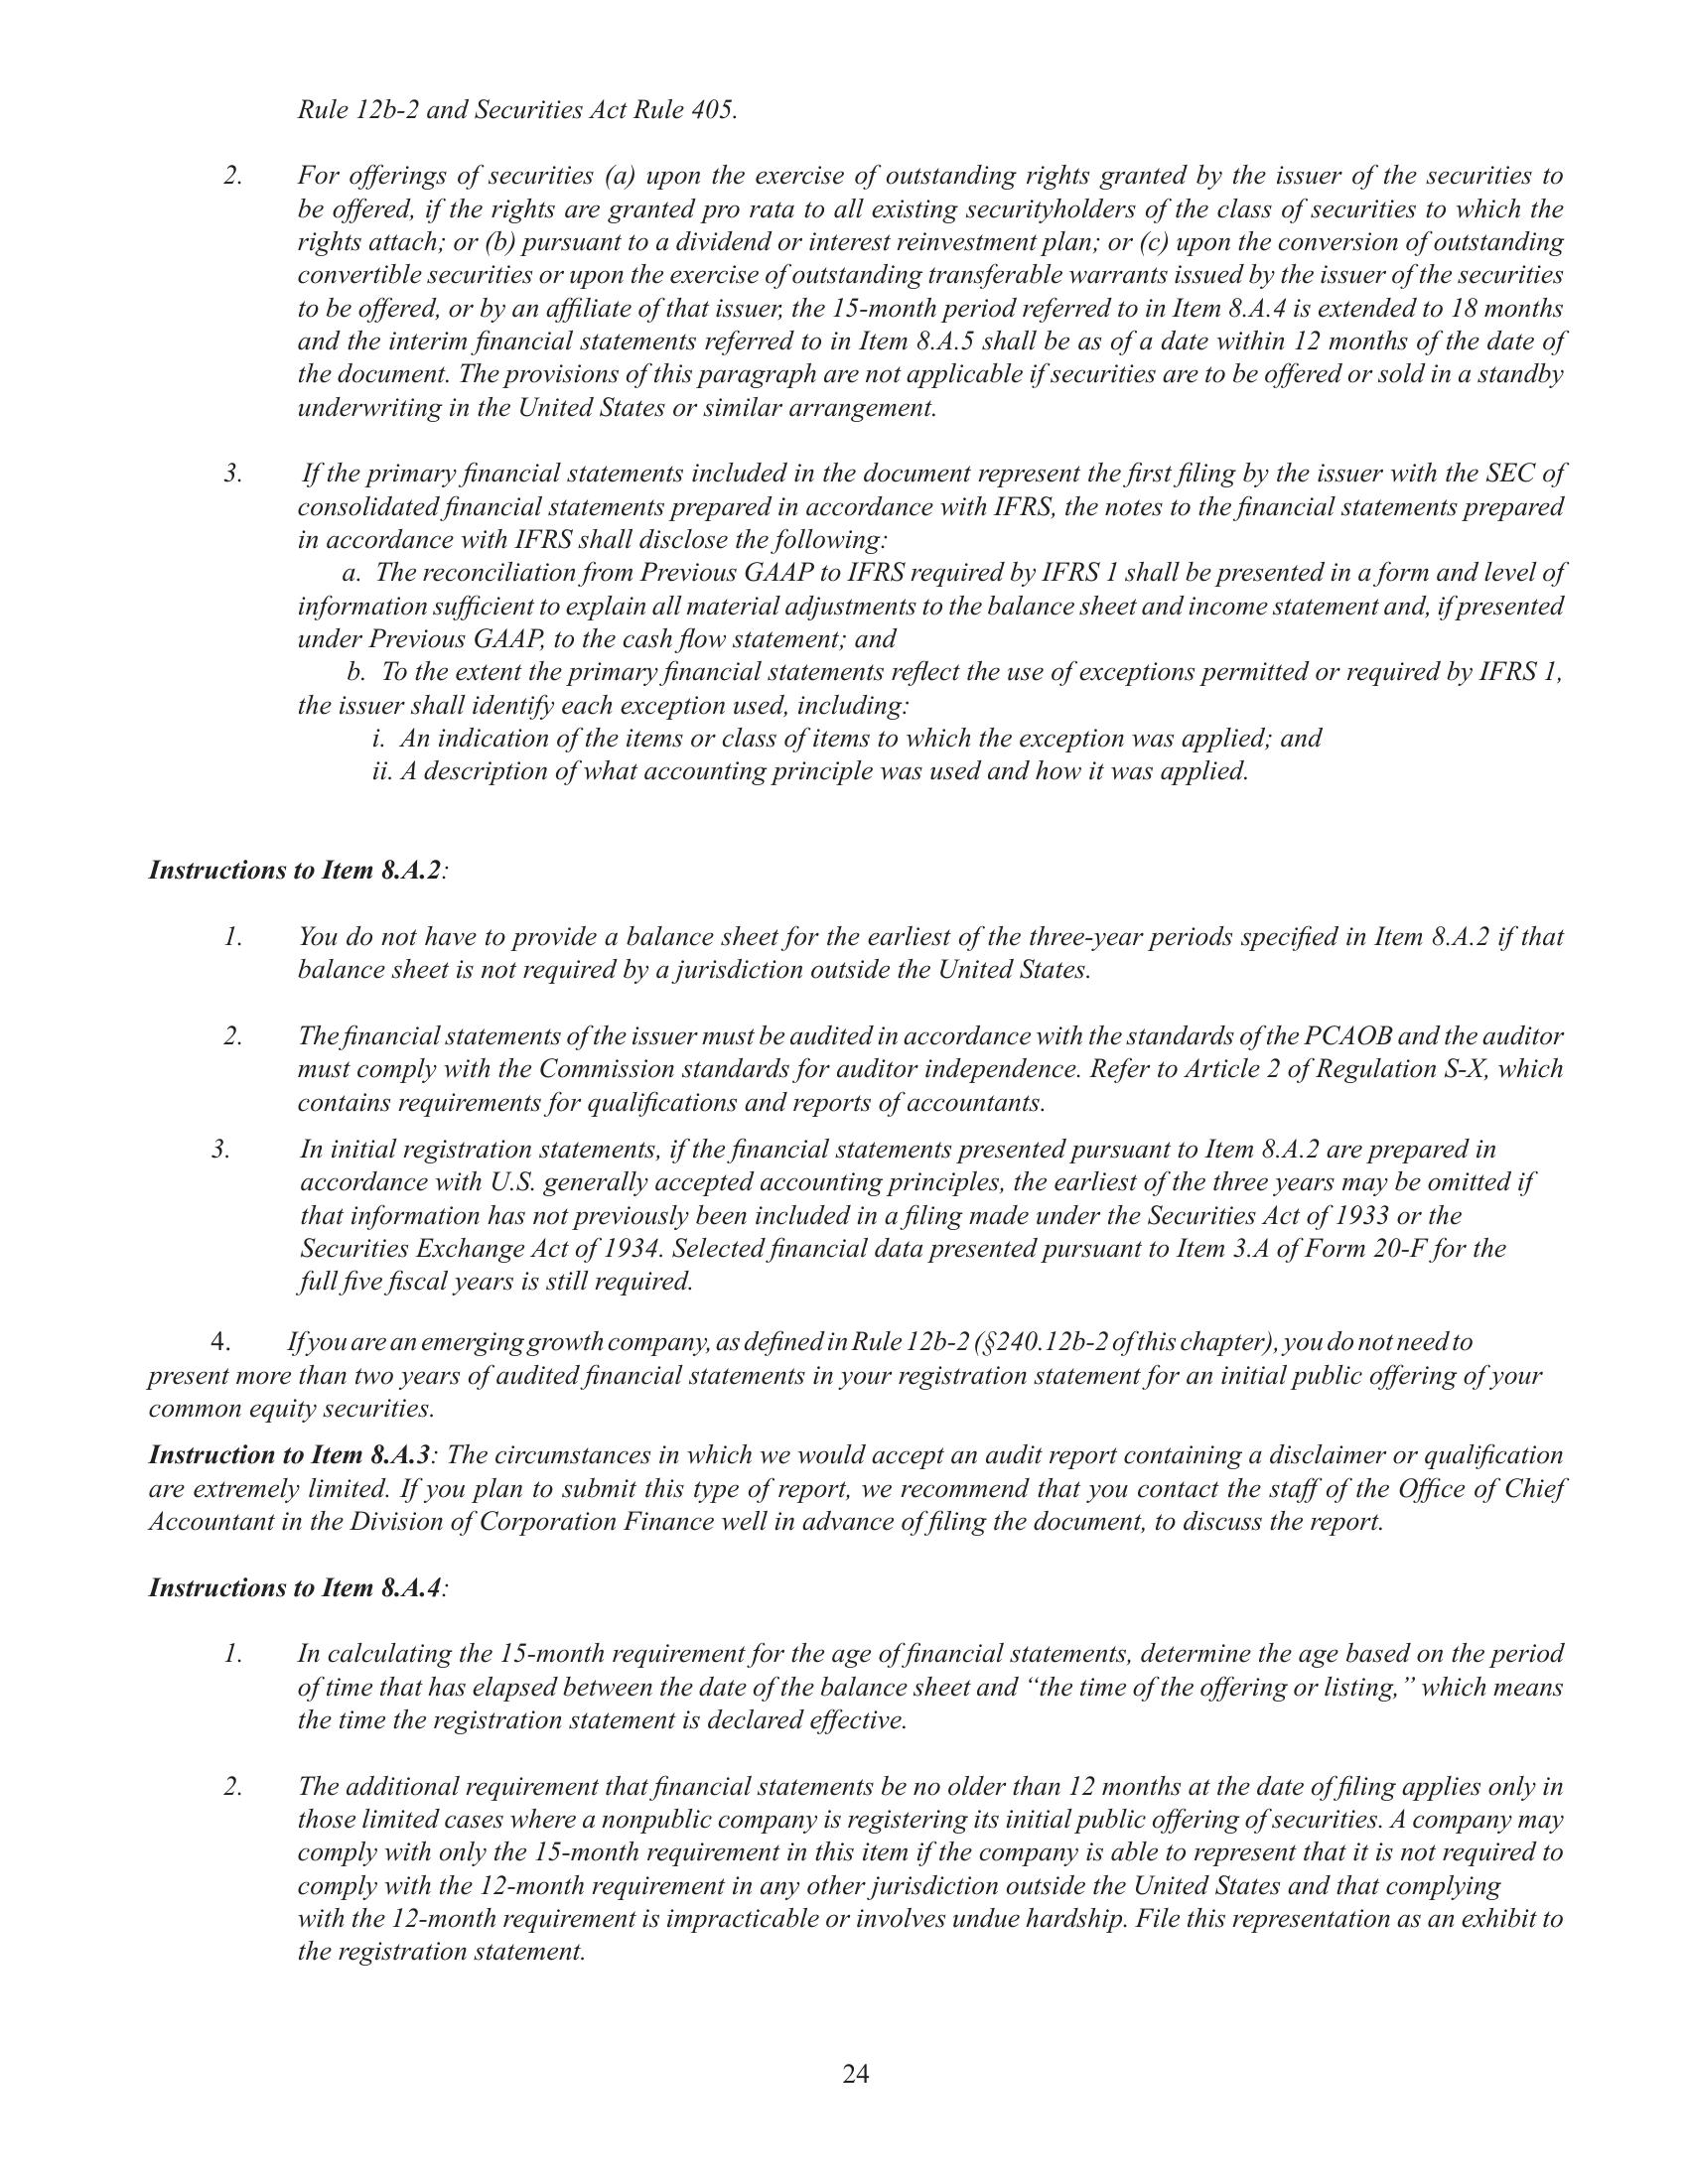 Rule 12b-2 and Securities Act Rule 405.
2. For offerings of securities (a) upon the exercise of outstanding rights granted by the issuer of the securities to
be offered, if the rights are granted pro rata to all existing securityholders of the class of securities to which the
rights attach; or (b) pursuant to a dividend or interest reinvestment plan; or (c) upon the conversion of outstanding
convertible securities or upon the exercise of outstanding transferable warrants issued by the issuer of the securities
to be offered, or by an affiliate of that issuer, the 15-month period referred to in Item 8.A.4 is extended to 18 months
and the interim financial statements referred to in Item 8.A.5 shall be as of a date within 12 months of the date of
the document. The provisions of this paragraph are not applicable if securities are to be offered or sold in a standby
underwriting in the United States or similar arrangement.
3. If the primary financial statements included in the document represent the first filing by the issuer with the SEC of
consolidated financial statements prepared in accordance with IFRS, the notes to the financial statements prepared
in accordance with IFRS shall disclose the following:
a. The reconciliation from Previous GAAP to IFRS required by IFRS 1 shall be presented in a form and level of
information sufficient to explain all material adjustments to the balance sheet and income statement and, if presented
under Previous GAAP, to the cash flow statement; and
b. To the extent the primary financial statements reflect the use of exceptions permitted or required by IFRS 1,
the issuer shall identify each exception used, including:
i. An indication of the items or class of items to which the exception was applied; and
ii. A description of what accounting principle was used and how it was applied.
Instructions to Item 8.A.2:
1. You do not have to provide a balance sheet for the earliest of the three-year periods specified in Item 8.A.2 if that
balance sheet is not required by a jurisdiction outside the United States.
2. The financial statements of the issuer must be audited in accordance with the standards of the PCAOB and the auditor
must comply with the Commission standards for auditor independence. Refer to Article 2 of Regulation S-X, which
contains requirements for qualifications and reports of accountants.
3. In initial registration statements, if the financial statements presented pursuant to Item 8.A.2 are prepared in
accordance with U.S. generally accepted accounting principles, the earliest of the three years may be omitted if
that information has not previously been included in a filing made under the Securities Act of 1933 or the
Securities Exchange Act of 1934. Selected financial data presented pursuant to Item 3.A of Form 20-F for the
full five fiscal years is still required.
4. If you are an emerging growth company, as defined in Rule 12b-2 (§240.12b-2 of this chapter), you do not need to
present more than two years of audited financial statements in your registration statement for an initial public offering of your
common equity securities.
Instruction to Item 8.A.3: The circumstances in which we would accept an audit report containing a disclaimer or qualification
are extremely limited. If you plan to submit this type of report, we recommend that you contact the staff of the Office of Chief
Accountant in the Division of Corporation Finance well in advance of filing the document, to discuss the report.
Instructions to Item 8.A.4:
1. In calculating the 15-month requirement for the age of financial statements, determine the age based on the period
of time that has elapsed between the date of the balance sheet and “the time of the offering or listing,” which means
the time the registration statement is declared effective.
2. The additional requirement that financial statements be no older than 12 months at the date of filing applies only in
those limited cases where a nonpublic company is registering its initial public offering of securities. A company may
comply with only the 15-month requirement in this item if the company is able to represent that it is not required to
comply with the 12-month requirement in any other jurisdiction outside the United States and that complying
with the 12-month requirement is impracticable or involves undue hardship. File this representation as an exhibit to
the registration statement.
24